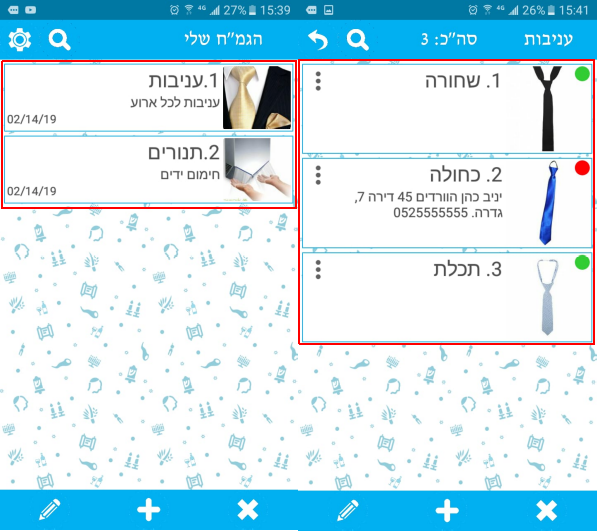 4G 27% 15:39
הגמ"ח שלי
1.עניבות
עניבות לכל ארוע
02/14/19
2.תנורים
חימום ידים
02/14/19
4G 26% 15:41
עניבות סה"כ: 3
1. שחורה
2. כחולה
יניב כהן הוורדים 45 דירה 7,
גדרה. 0525555555
3. תכלת